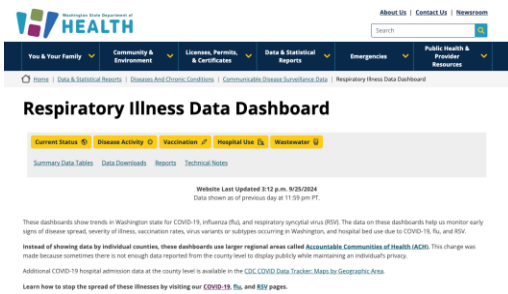 Washington State Department of
HEALTH
About Us | Contact Us | Newsroom
Search
You & Your Family
Community & Environment
Licenses, Permits, & Certificates
Data & Statistical Reports
Emergencies
Public Health & Provider Resources
Home | Data & Statistical Reports | Diseases And Chronic Conditions | Communicable Disease Surveillance Data | Respiratory Illness Data Dashboard
Respiratory Illness Data Dashboard
Current Status
Disease Activity
Vaccination
Hospital Use
Wastewater
Summary Data Tables Data Downloads Reports Technical Notes
Website Last Updated 3:12 p.m. 9/25/2024
Data shown as of previous day at 11:59 pm PT.
These dashboards show trends in Washington state for COVID-19, influenza (flu), and respiratory syncytial virus (RSV). The data on these dashboards help us monitor early
signs of disease spread, severity of illness, vaccination rates, virus variants or subtypes occurring in Washington, and hospital bed use due to COVID-19, flu, and RSV.
Instead of showing data by individual counties, these dashboards use larger regional areas called Accountable Communities of Health (ACH). This change was
made because sometimes there is not enough data reported from the county level to display publicly while maintaining an individual's privacy.
Additional COVID-19 hospital admission data at the county level is available in the CDC COVID Data Tracker: Maps by Geographic Area.
Learn how to stop the spread of these illnesses by visiting our COVID-19, flu, and RSV pages.